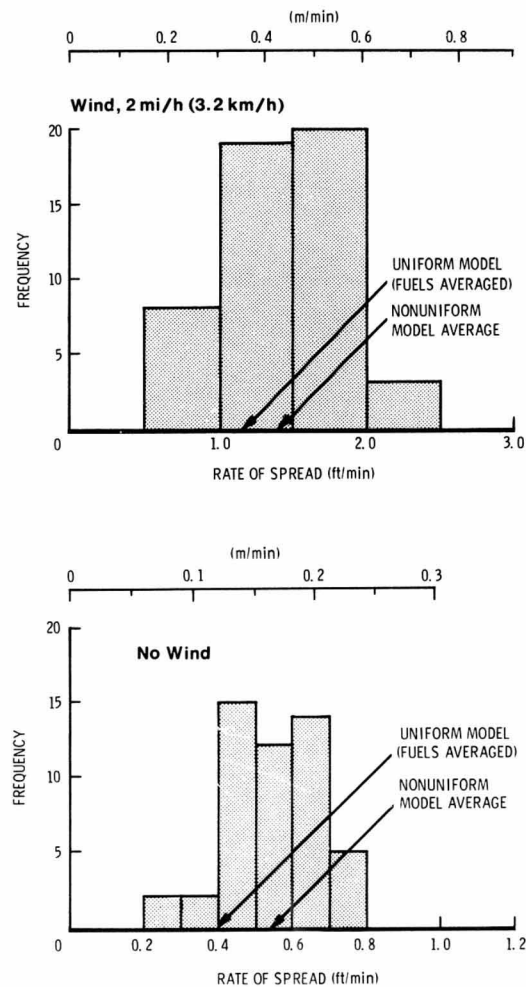 (m/min)
0 0.2 0.4 0.6 0.8
Wind, 2 mi/h (3.2 km/h)
20
15
10
5
FREQUENCY
UNIFORM MODEL
(FUELS AVERAGED)
NONUNIFORM
MODEL AVERAGE
0 1.0 2.0 3.0
RATE OF SPREAD (ft/min)
(m/min)
0 0.1 0.2 0.3
20
No Wind
15
10
5
FREQUENCY
UNIFORM MODEL
(FUELS AVERAGED)
NONUNIFORM
MODEL AVERAGE
0 0.2 0.4 0.6 0.8 1.0 1.2
RATE OF SPREAD (ft/min)